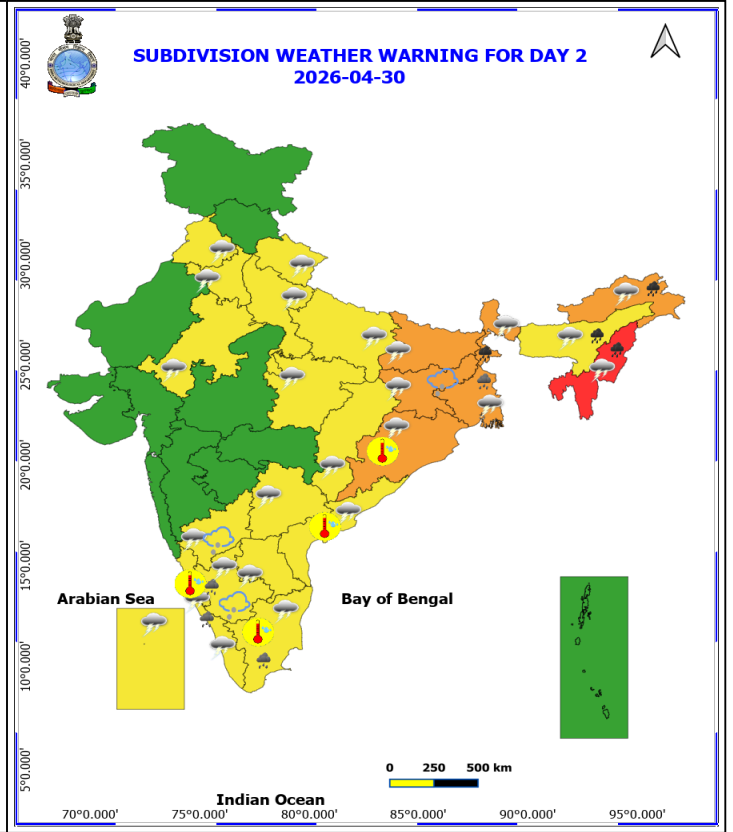 SUBDIVISION WEATHER WARNING FOR DAY 2
2026-04-30
40°0.000'
35°0.000'
30°0.000'
25°0.000'
20°0.000'
15°0.000'
10°0.000'
5°0.000'
Arabian Sea
Bay of Bengal
0 250 500 km
Indian Ocean
70°0.000' 75°0.000' 80°0.000' 85°0.000' 90°0.000' 95°0.000'